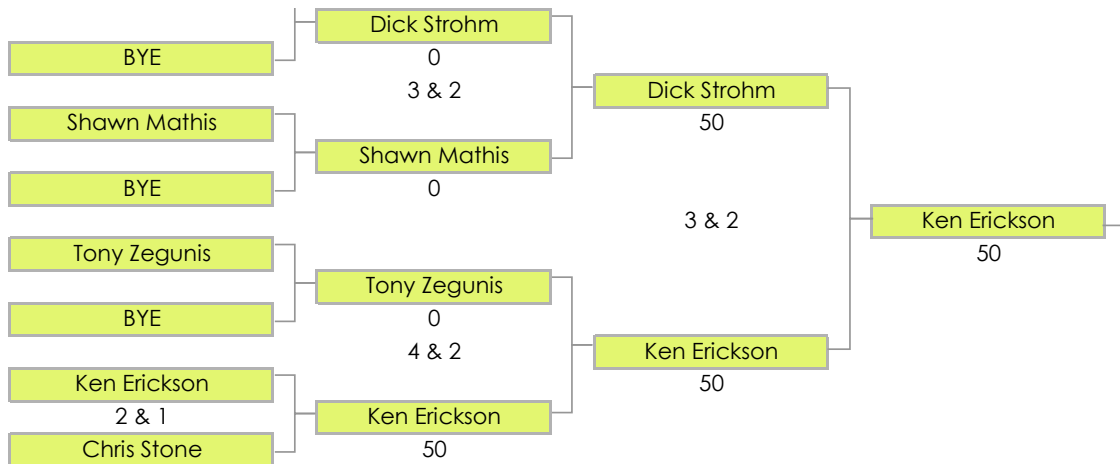 Dick Strohm
BYE
0
3 & 2
Dick Strohm
Shawn Mathis
50
Shawn Mathis
BYE
0
3 & 2
Ken Erickson
Tony Zegunis
50
Tony Zegunis
BYE
0
4 & 2
Ken Erickson
Ken Erickson
50
2 & 1
Ken Erickson
Chris Stone
50